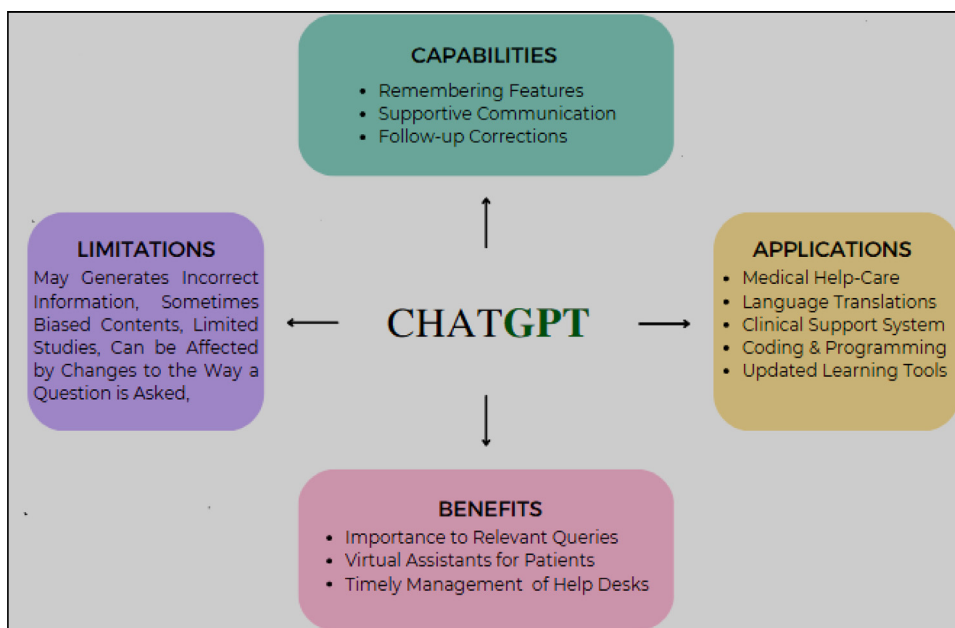 CAPABILITIES
• Remembering Features
• Supportive Communication
• Follow-up Corrections
LIMITATIONS
May Generates Incorrect
Information, Sometimes
Biased Contents, Limited
Studies, Can be Affected
by Changes to the Way a
Question is Asked,
CHATGPT
APPLICATIONS
• Medical Help-Care
• Language Translations
• Clinical Support System
• Coding & Programming
• Updated Learning Tools
BENEFITS
• Importance to Relevant Queries
• Virtual Assistants for Patients
• Timely Management of Help Desks